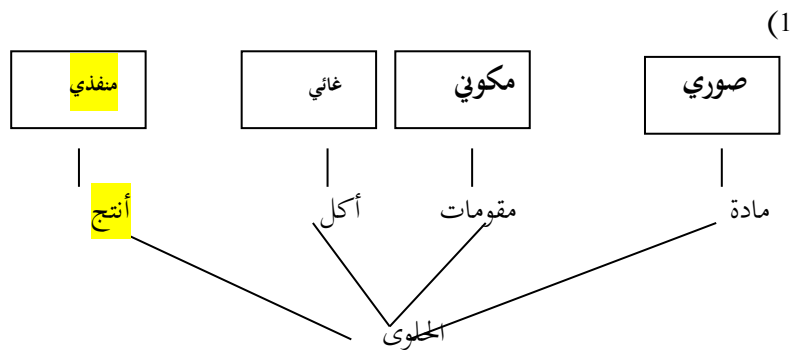 (1
صوري مكوني غائي منفذي
مادة مقومات أكل أنتج
الحلوى